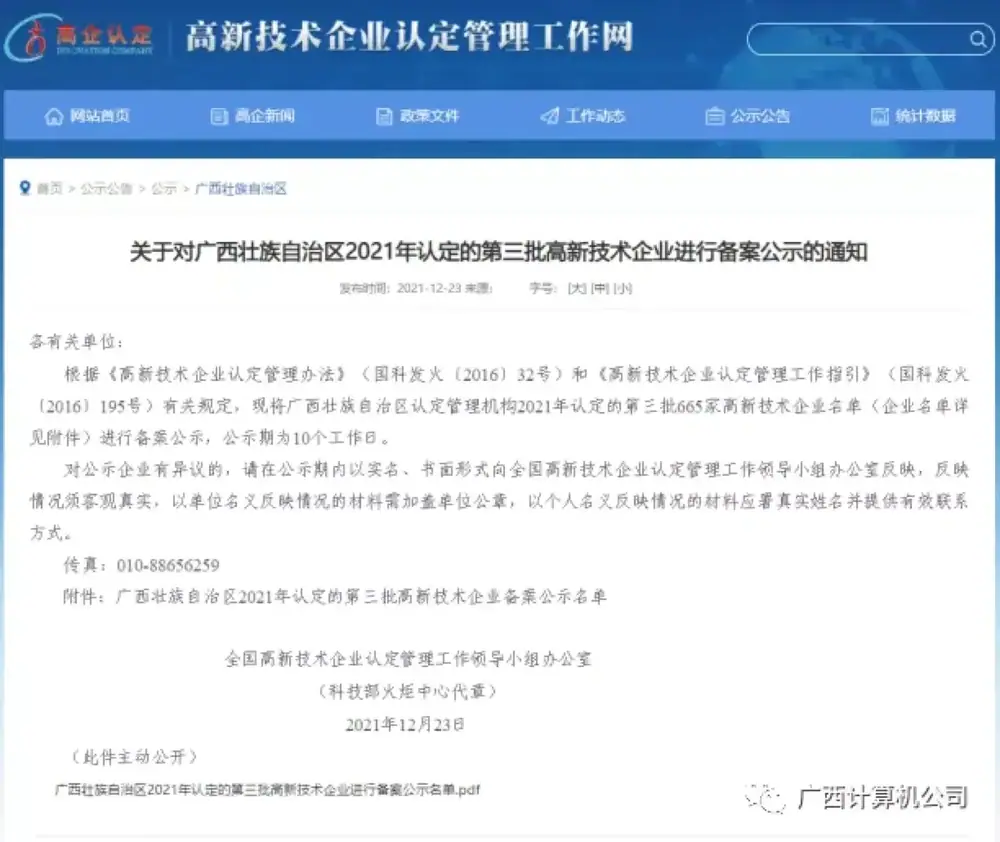 高企认定
INNOVATION COMPANY
高新技术企业认定管理工作网
网站首页 高企新闻 政策文件 工作动态 公示公告 统计数据
首页 > 公示公告 > 公示 > 广西壮族自治区
关于对广西壮族自治区2021年认定的第三批高新技术企业进行备案公示的通知
发布时间：2021-12-23 来源： 字号：[大] [中] [小]
各有关单位：
根据《高新技术企业认定管理办法》（国科发火〔2016〕32号）和《高新技术企业认定管理工作指引》（国科发火
〔2016〕195号）有关规定，现将广西壮族自治区认定管理机构2021年认定的第三批665家高新技术企业名单（企业名单详
见附件）进行备案公示，公示期为10个工作日。
对公示企业有异议的，请在公示期内以实名、书面形式向全国高新技术企业认定管理工作领导小组办公室反映，反映
情况须客观真实，以单位名义反映情况的材料需加盖单位公章，以个人名义反映情况的材料应署真实姓名并提供有效联系
方式。
传真：010-88656259
附件：广西壮族自治区2021年认定的第三批高新技术企业备案公示名单
全国高新技术企业认定管理工作领导小组办公室
（科技部火炬中心代章）
2021年12月23日
（此件主动公开）
广西壮族自治区2021年认定的第三批高新技术企业进行备案公示名单.pdf
广西计算机公司